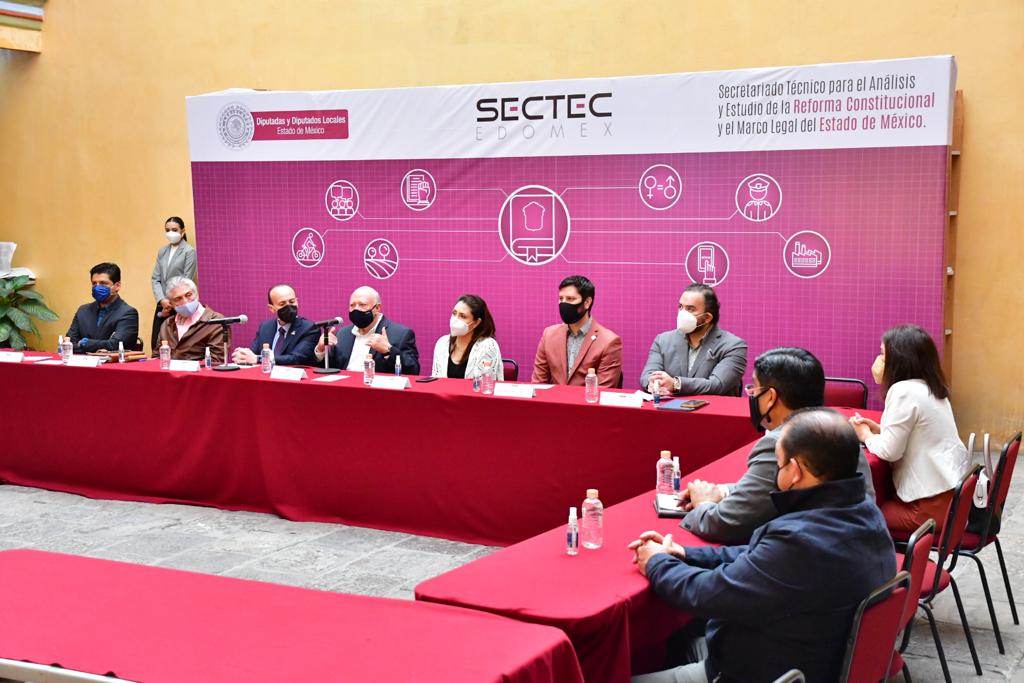 Diputadas y Diputados Locales
Estado de México
SECTEC
EDOMEX
Secretariado Técnico para el Análisis
y Estudio de la Reforma Constitucional
y el Marco Legal del Estado de México.